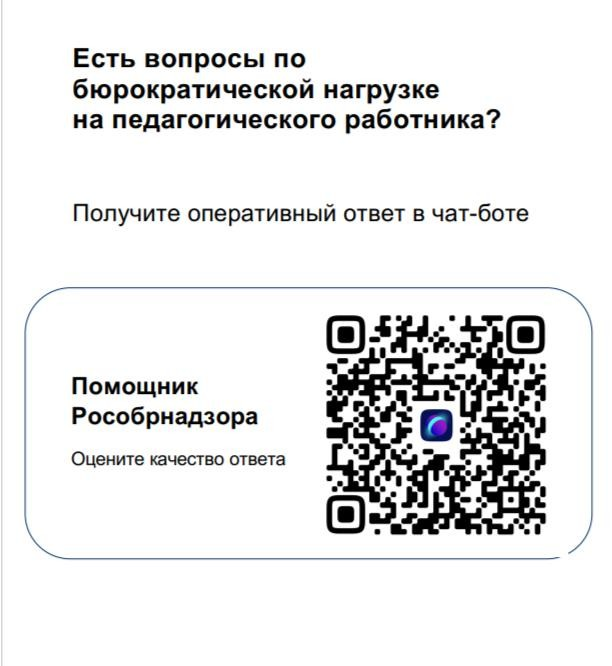 Есть вопросы по
бюрократической нагрузке
на педагогического работника?
Получите оперативный ответ в чат-боте
Помощник
Рособрнадзора
Оцените качество ответа